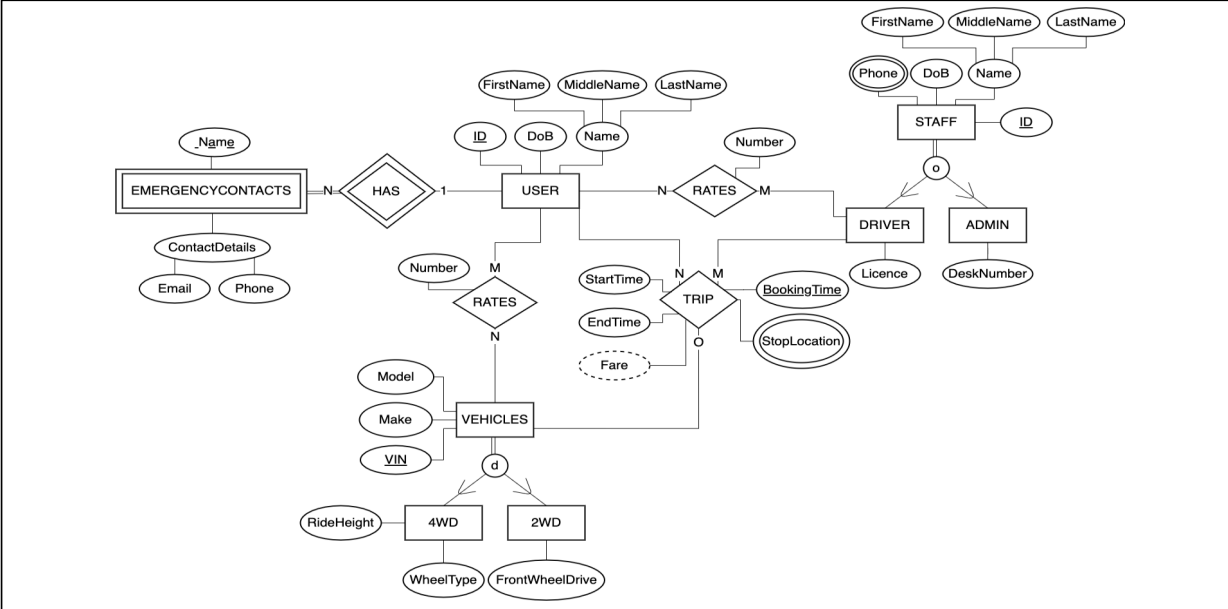 FirstName MiddleName LastName
Phone DoB Name
STAFF ID
o
FirstName MiddleName LastName
ID DoB Name
Name
Number
EMERGENCYCONTACTS N HAS 1 USER N RATES M
DRIVER ADMIN
ContactDetails
Email Phone
Licence DeskNumber
Number M RATES N
StartTime N M BookingTime
TRIP
EndTime StopLocation
Fare O
Model
Make VEHICLES
VIN d
RideHeight 4WD 2WD
WheelType FrontWheelDrive